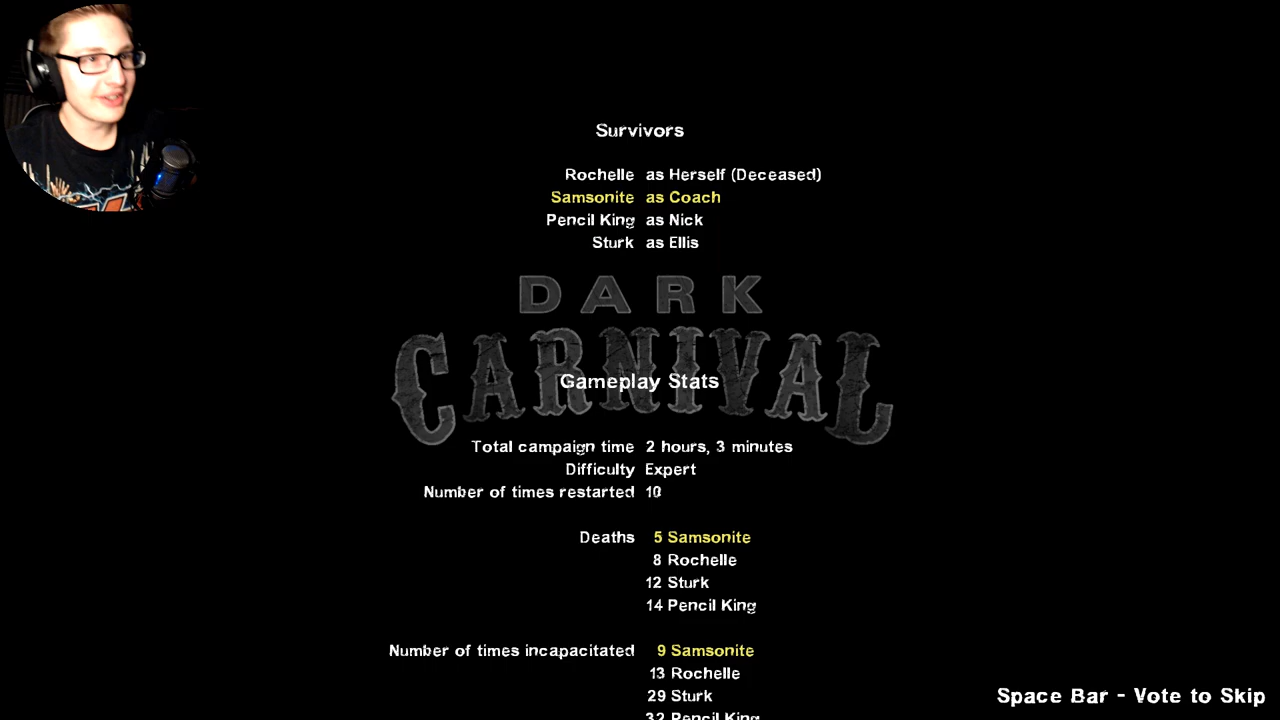 Survivors
Rochelle as Herself (Deceased)
Samsonite as Coach
Pencil King as Nick
Sturk as Ellis
DARK
CARNIVAL
Gameplay Stats
Total campaign time 2 hours, 3 minutes
Difficulty Expert
Number of times restarted 10
Deaths 5 Samsonite
8 Rochelle
12 Sturk
14 Pencil King
Number of times incapacitated 9 Samsonite
13 Rochelle
29 Sturk
32 Pencil King
Space Bar - Vote to Skip